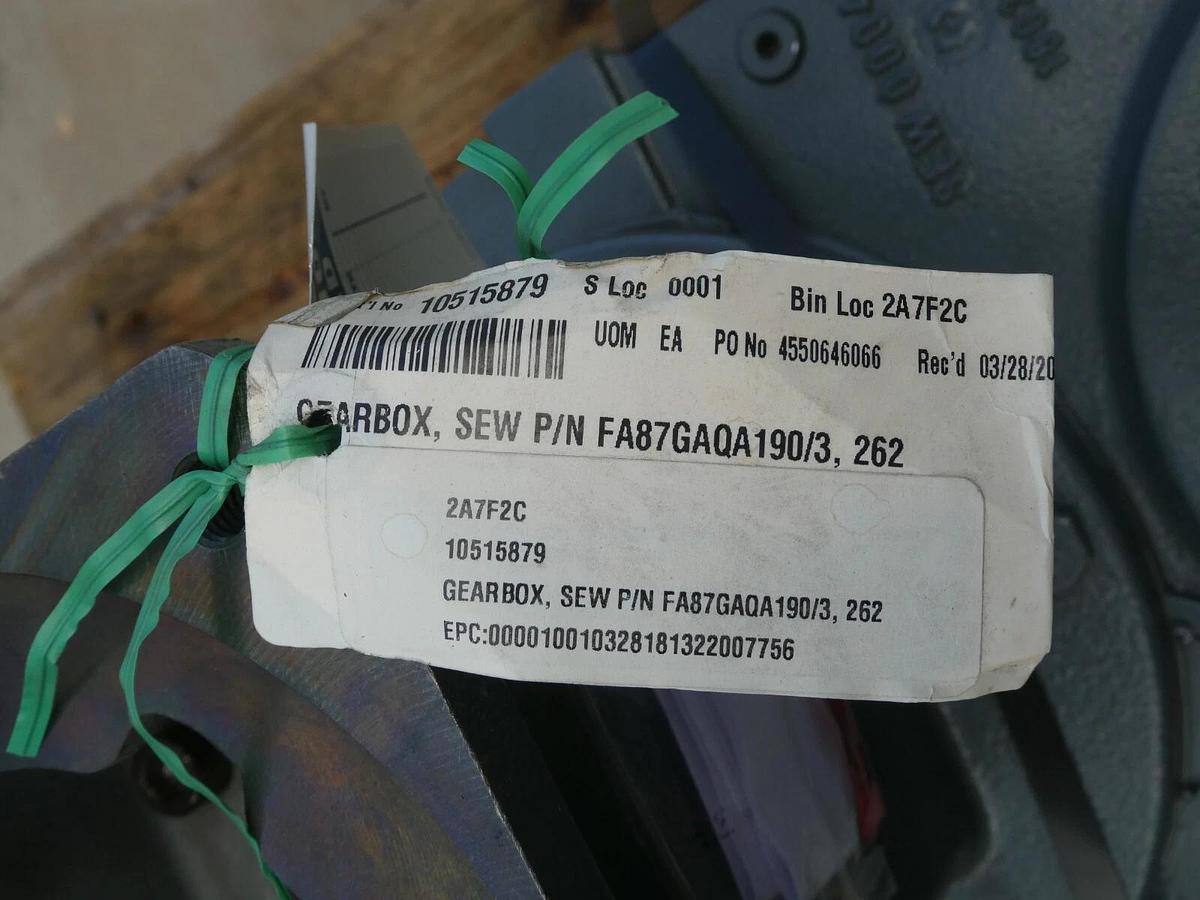 10515879 S Loc 0001 Bin Loc 2A7F2C
UOM EA PO No 4550646066 Rec'd 03/28/20
GEARBOX, SEW P/N FA87GAQA190/3, 262
2A7F2C
10515879
GEARBOX, SEW P/N FA87GAQA190/3, 262
EPC:000010010328181322007756